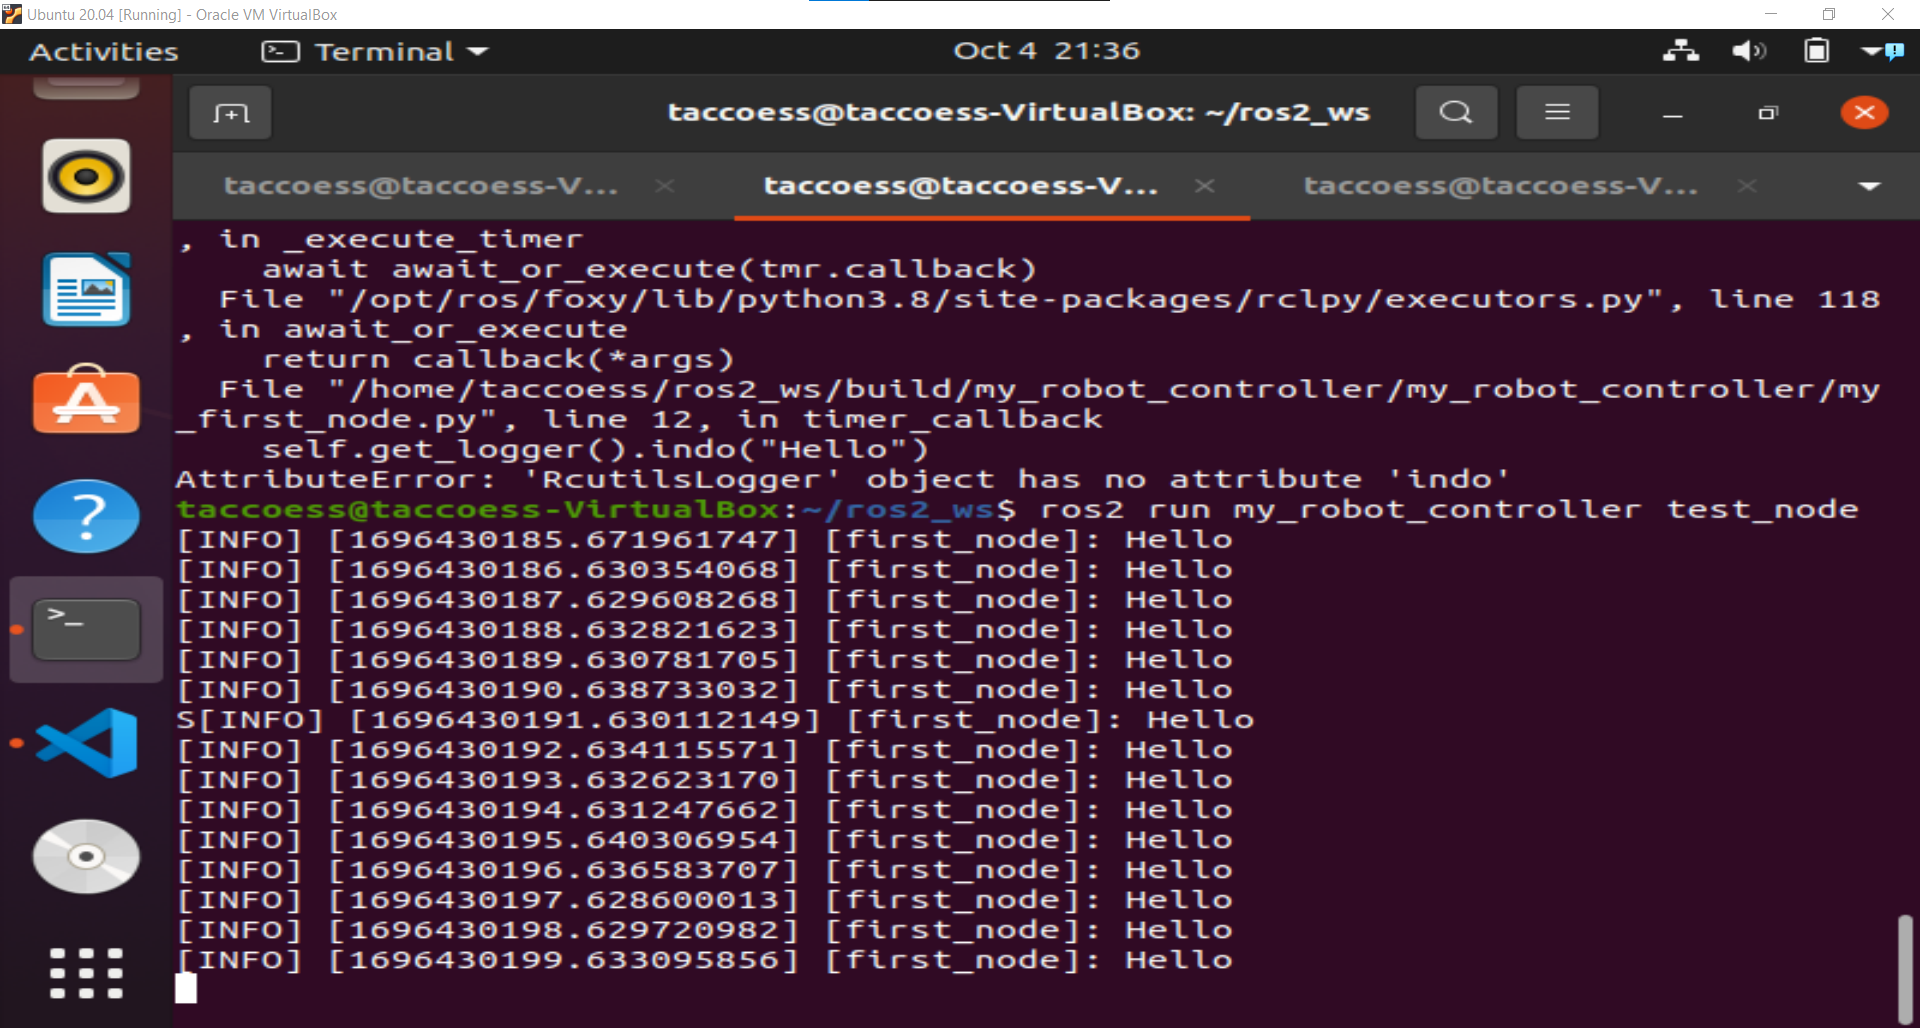 Ubuntu 20.04 [Running] - Oracle VM VirtualBox
Activities Terminal Oct 4 21:36
taccoess@taccoess-VirtualBox: ~/ros2_ws
taccoess@taccoess-V... taccoess@taccoess-V... taccoess@taccoess-V...
, in _execute_timer
    await await_or_execute(tmr.callback)
  File "/opt/ros/foxy/lib/python3.8/site-packages/rclpy/executors.py", line 118
, in await_or_execute
    return callback(*args)
  File "/home/taccoess/ros2_ws/build/my_robot_controller/my_robot_controller/my
_first_node.py", line 12, in timer_callback
    self.get_logger().indo("Hello")
AttributeError: 'RcutilsLogger' object has no attribute 'indo'
taccoess@taccoess-VirtualBox:~/ros2_ws$ ros2 run my_robot_controller test_node
[INFO] [1696430185.671961747] [first_node]: Hello
[INFO] [1696430186.630354068] [first_node]: Hello
[INFO] [1696430187.629608268] [first_node]: Hello
[INFO] [1696430188.632821623] [first_node]: Hello
[INFO] [1696430189.630781705] [first_node]: Hello
[INFO] [1696430190.638733032] [first_node]: Hello
S[INFO] [1696430191.630112149] [first_node]: Hello
[INFO] [1696430192.634115571] [first_node]: Hello
[INFO] [1696430193.632623170] [first_node]: Hello
[INFO] [1696430194.631247662] [first_node]: Hello
[INFO] [1696430195.640306954] [first_node]: Hello
[INFO] [1696430196.636583707] [first_node]: Hello
[INFO] [1696430197.628600013] [first_node]: Hello
[INFO] [1696430198.629720982] [first_node]: Hello
[INFO] [1696430199.633095856] [first_node]: Hello